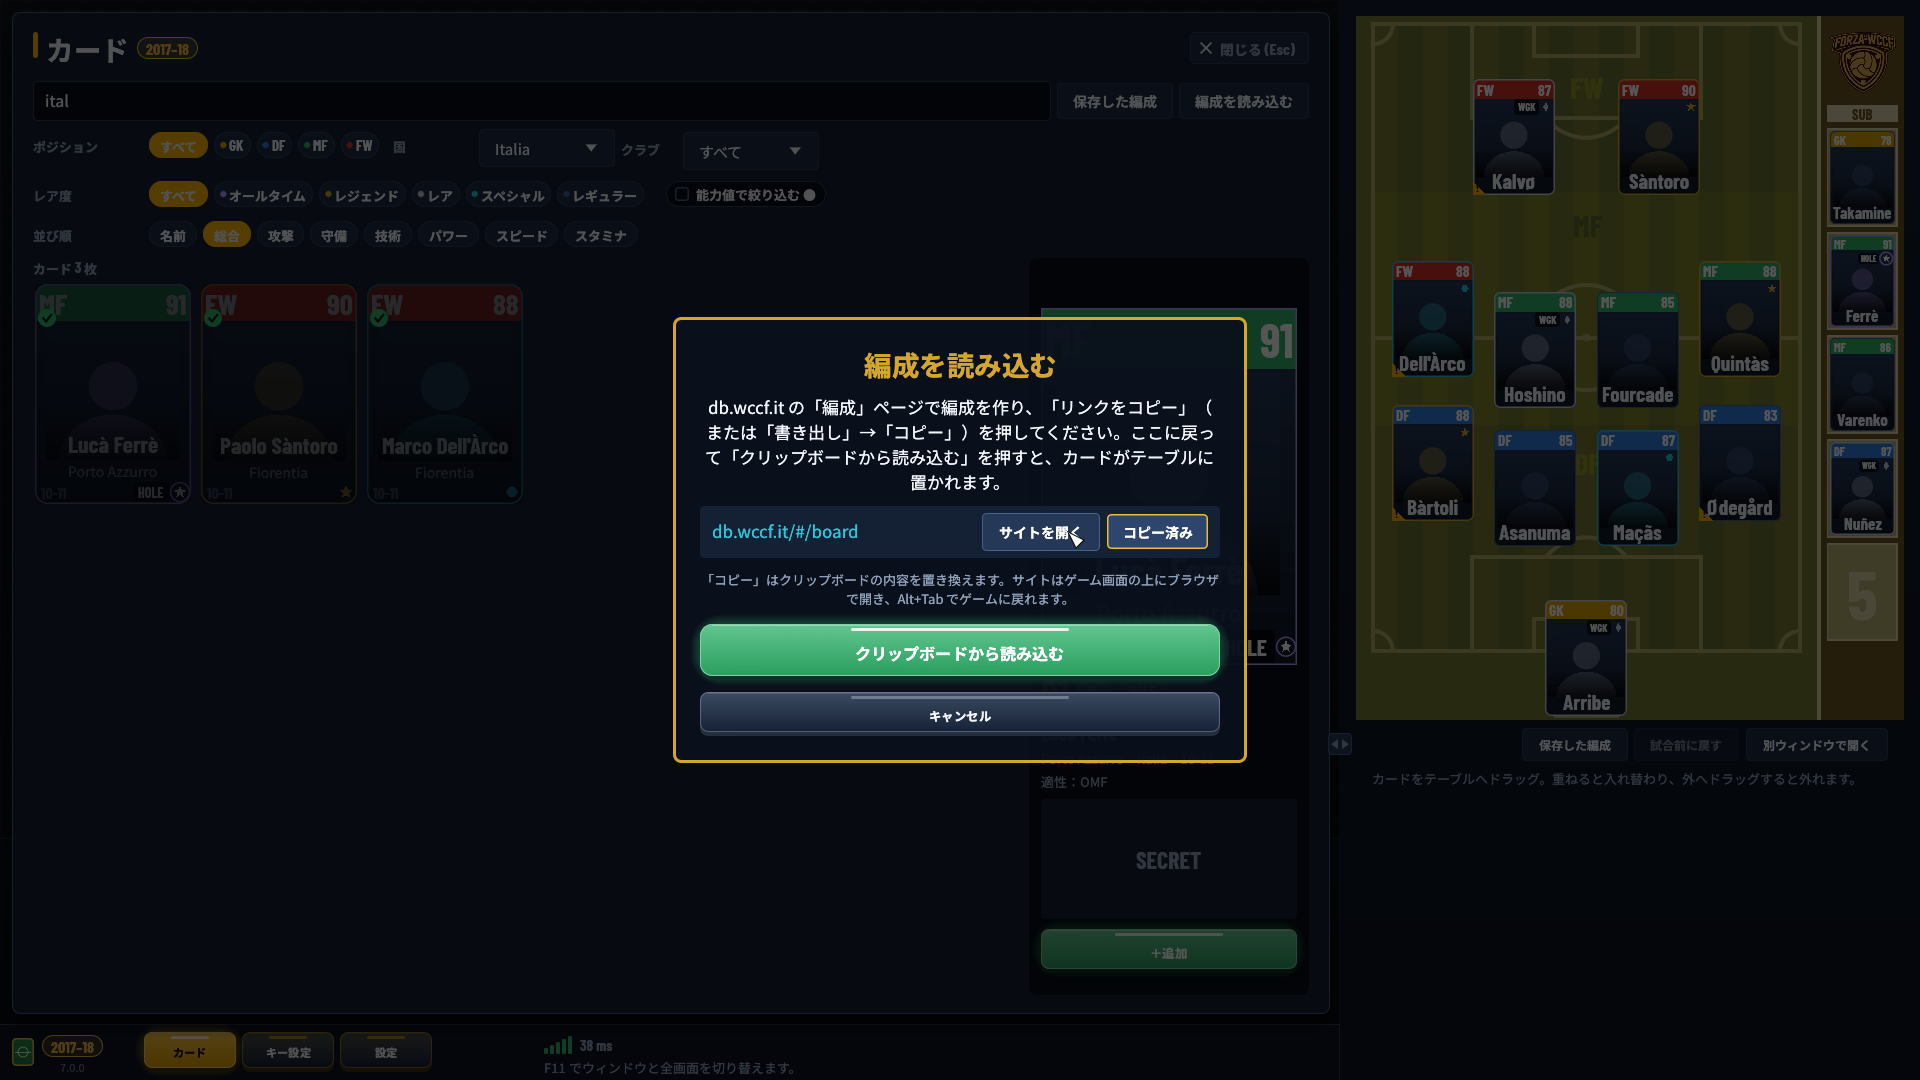 カード
2017-18
閉じる (Esc)
ital
保存した編成
編成を読み込む
ポジション
すべて
GK
DF
MF
FW
国
Italia
クラブ
すべて
レア度
すべて
オールタイム
レジェンド
レア
スペシャル
レギュラー
能力値で絞り込む
並び順
名前
総合
攻撃
守備
技術
パワー
スピード
スタミナ
カード 3 枚
MF 91
Lucà Ferrè
Porto Azzurro
10-11
HOLE
FW 90
Paolo Sàntoro
Fiorentia
10-11
FW 88
Marco Dell'Àrco
Fiorentia
10-11
編成を読み込む
db.wccf.it の「編成」ページで編成を作り、「リンクをコピー」（
または「書き出し」→「コピー」）を押してください。ここに戻っ
て「クリップボードから読み込む」を押すと、カードがテーブルに
置かれます。
db.wccf.it/#/board
サイトを開く
コピー済み
「コピー」はクリップボードの内容を置き換えます。サイトはゲーム画面の上にブラウザ
で開き、Alt+Tab でゲームに戻れます。
クリップボードから読み込む
キャンセル
91
適性：OMF
SECRET
+追加
FW
MF
DF
FW 87
WGK
Kalvø
FW 90
Sàntoro
FW 88
Dell'Àrco
MF 88
WGK
Hoshino
MF 85
Fourcade
MF 88
Quintàs
DF 88
Bàrtoli
DF 85
Asanuma
DF 87
Maçãs
DF 83
Ødegård
GK 80
WGK
Arribe
FORZA-WCCF
SUB
GK 78
Takamine
MF 91
HOLE
Ferrè
MF 86
Varenko
DF 87
WGK
Nuñez
5
保存した編成
試合前に戻す
別ウィンドウで開く
カードをテーブルへドラッグ。重ねると入れ替わり、外へドラッグすると外れます。
2017-18
7.0.0
カード
キー設定
設定
38 ms
F11 でウィンドウと全画面を切り替えます。